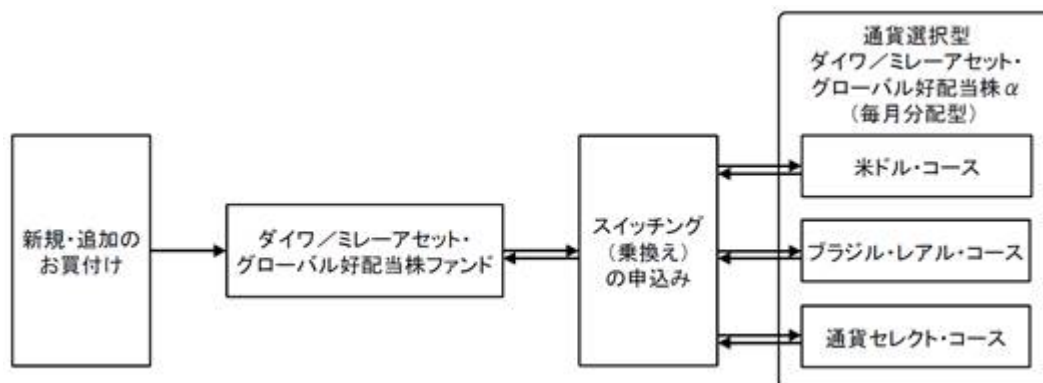 新規・追加の
お買付け
ダイワ／ミレーアセット・
グローバル好配当株ファンド
スイッチング
（乗換え）
の申込み
通貨選択型
ダイワ／ミレーアセット・
グローバル好配当株α
（毎月分配型）
米ドル・コース
ブラジル・レアル・コース
通貨セレクト・コース